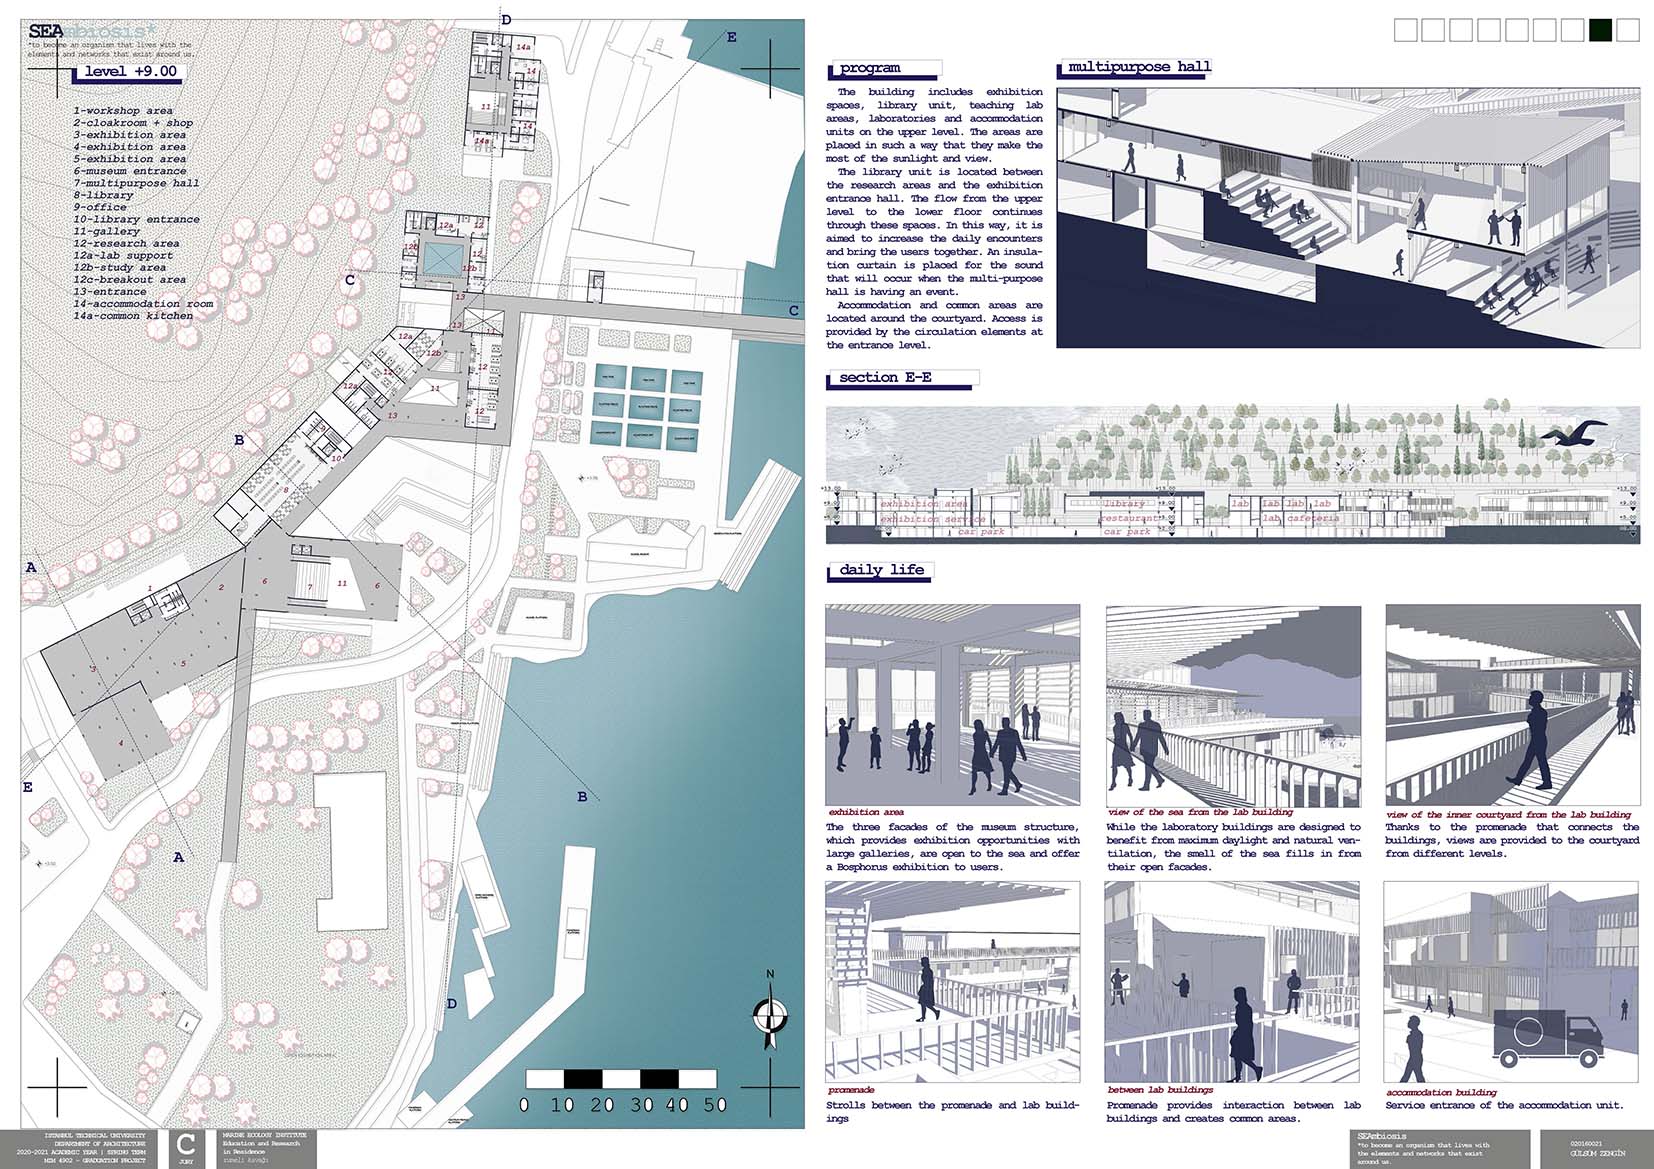 SEAmbiosis*
*to become an organism that lives with the
elements and networks that exist around us.
level +9.00
1-workshop area
2-cloakroom + shop
3-exhibition area
4-exhibition area
5-exhibition area
6-museum entrance
7-multipurpose hall
8-library
9-office
10-library entrance
11-gallery
12-research area
12a-lab support
12b-study area
12c-breakout area
13-entrance
14-accommodation room
14a-common kitchen
D
E
14a
14
11
14
14a
12a
12
12b
12
12b
C
13
C
13
11
12a
12b
12
12
12a
11
12
13
B
9
10
8
A
1
2
6
7
11
6
3
5
4
E
B
A
D
N
0 10 20 30 40 50
program
The building includes exhibition
spaces, library unit, teaching lab
areas, laboratories and accommodation
units on the upper level. The areas are
placed in such a way that they make the
most of the sunlight and view.
The library unit is located between
the research areas and the exhibition
entrance hall. The flow from the upper
level to the lower floor continues
through these spaces. In this way, it is
aimed to increase the daily encounters
and bring the users together. An insula-
tion curtain is placed for the sound
that will occur when the multi-purpose
hall is having an event.
Accommodation and common areas are
located around the courtyard. Access is
provided by the circulation elements at
the entrance level.
multipurpose hall
section E-E
+13.00
+9.00
exhibition area
library
lab lab lab lab
exhibition service
restaurant
lab cafeteria
car park
car park
daily life
exhibition area
The three facades of the museum structure,
which provides exhibition opportunities with
large galleries, are open to the sea and offer
a Bosphorus exhibition to users.
view of the sea from the lab building
While the laboratory buildings are designed to
benefit from maximum daylight and natural ven-
tilation, the smell of the sea fills in from
their open facades.
view of the inner courtyard from the lab building
Thanks to the promenade that connects the
buildings, views are provided to the courtyard
from different levels.
promenade
Strolls between the promenade and lab build-
ings
between lab buildings
Promenade provides interaction between lab
buildings and creates common areas.
accommodation building
Service entrance of the accommodation unit.
ISTANBUL TECHNICAL UNIVERSITY
DEPARTMENT OF ARCHITECTURE
2020-2021 ACADEMIC YEAR | SPRING TERM
MIM 4902 - GRADUATION PROJECT
C
JURY
MARINE ECOLOGY INSTITUTE
Education and Research
in Residence
rumeli kavağı
SEAmbiosis
*to become an organism that lives with
the elements and networks that exist
around us.
020160021
GÜLSÜM ZENGİN